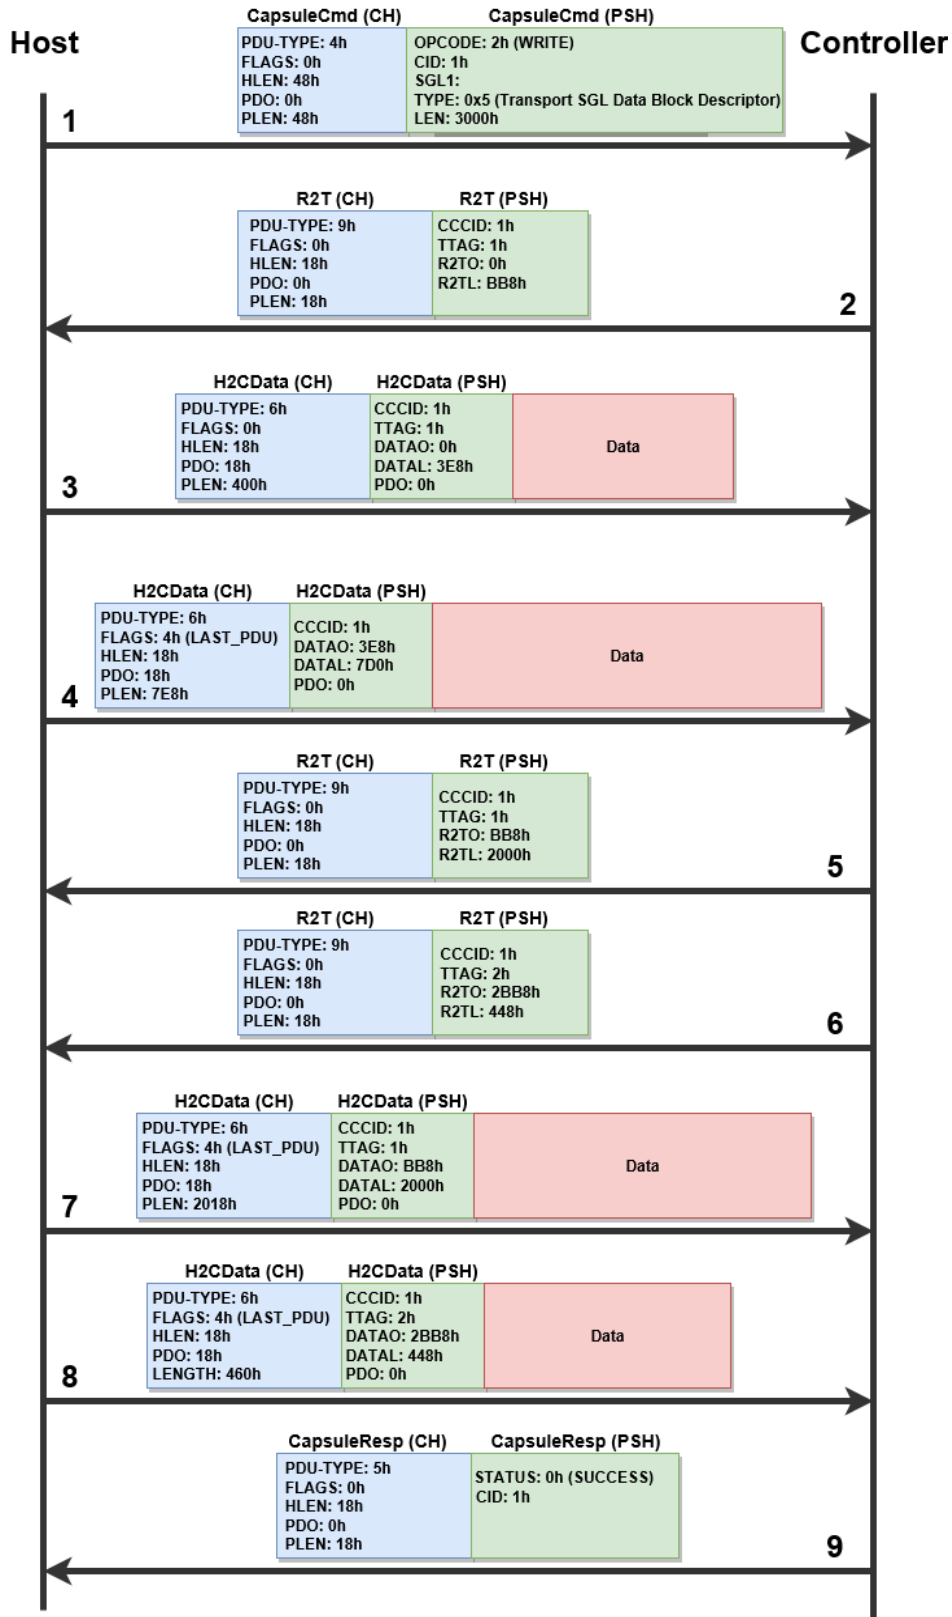 CapsuleCmd (CH)
CapsuleCmd (PSH)
Host
Controller
PDU-TYPE: 4h
FLAGS: 0h
HLEN: 48h
PDO: 0h
PLEN: 48h
OPCODE: 2h (WRITE)
CID: 1h
SGL1:
TYPE: 0x5 (Transport SGL Data Block Descriptor)
LEN: 3000h
1
R2T (CH)
R2T (PSH)
PDU-TYPE: 9h
FLAGS: 0h
HLEN: 18h
PDO: 0h
PLEN: 18h
CCCID: 1h
TTAG: 1h
R2TO: 0h
R2TL: BB8h
2
H2CData (CH)
H2CData (PSH)
PDU-TYPE: 6h
FLAGS: 0h
HLEN: 18h
PDO: 18h
PLEN: 400h
CCCID: 1h
TTAG: 1h
DATAO: 0h
DATAL: 3E8h
PDO: 0h
Data
3
H2CData (CH)
H2CData (PSH)
PDU-TYPE: 6h
FLAGS: 4h (LAST_PDU)
HLEN: 18h
PDO: 18h
PLEN: 7E8h
CCCID: 1h
DATAO: 3E8h
DATAL: 7D0h
PDO: 0h
Data
4
R2T (CH)
R2T (PSH)
PDU-TYPE: 9h
FLAGS: 0h
HLEN: 18h
PDO: 0h
PLEN: 18h
CCCID: 1h
TTAG: 1h
R2TO: BB8h
R2TL: 2000h
5
R2T (CH)
R2T (PSH)
PDU-TYPE: 9h
FLAGS: 0h
HLEN: 18h
PDO: 0h
PLEN: 18h
CCCID: 1h
TTAG: 2h
R2TO: 2BB8h
R2TL: 448h
6
H2CData (CH)
H2CData (PSH)
PDU-TYPE: 6h
FLAGS: 4h (LAST_PDU)
HLEN: 18h
PDO: 18h
PLEN: 2018h
CCCID: 1h
TTAG: 1h
DATAO: BB8h
DATAL: 2000h
PDO: 0h
Data
7
H2CData (CH)
H2CData (PSH)
PDU-TYPE: 6h
FLAGS: 4h (LAST_PDU)
HLEN: 18h
PDO: 18h
LENGTH: 460h
CCCID: 1h
TTAG: 2h
DATAO: 2BB8h
DATAL: 448h
PDO: 0h
Data
8
CapsuleResp (CH)
CapsuleResp (PSH)
PDU-TYPE: 5h
FLAGS: 0h
HLEN: 18h
PDO: 0h
PLEN: 18h
STATUS: 0h (SUCCESS)
CID: 1h
9